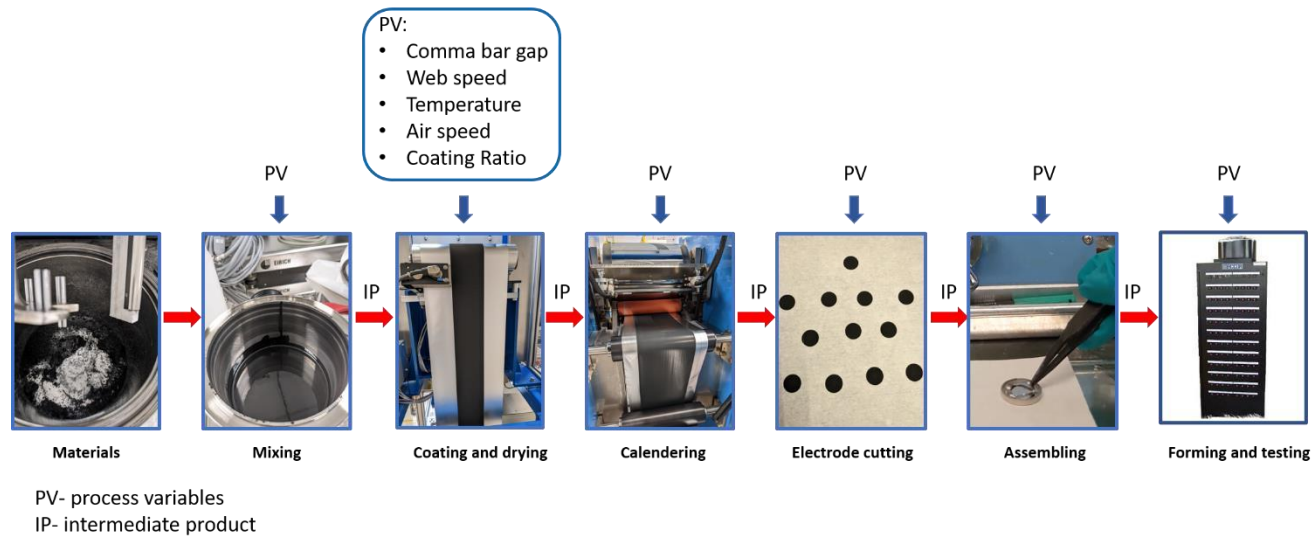 PV:
• Comma bar gap
• Web speed
• Temperature
• Air speed
• Coating Ratio
PV
PV
PV
PV
PV
IP
IP
IP
IP
IP
Materials
Mixing
Coating and drying
Calendering
Electrode cutting
Assembling
Forming and testing
PV- process variables
IP- intermediate product